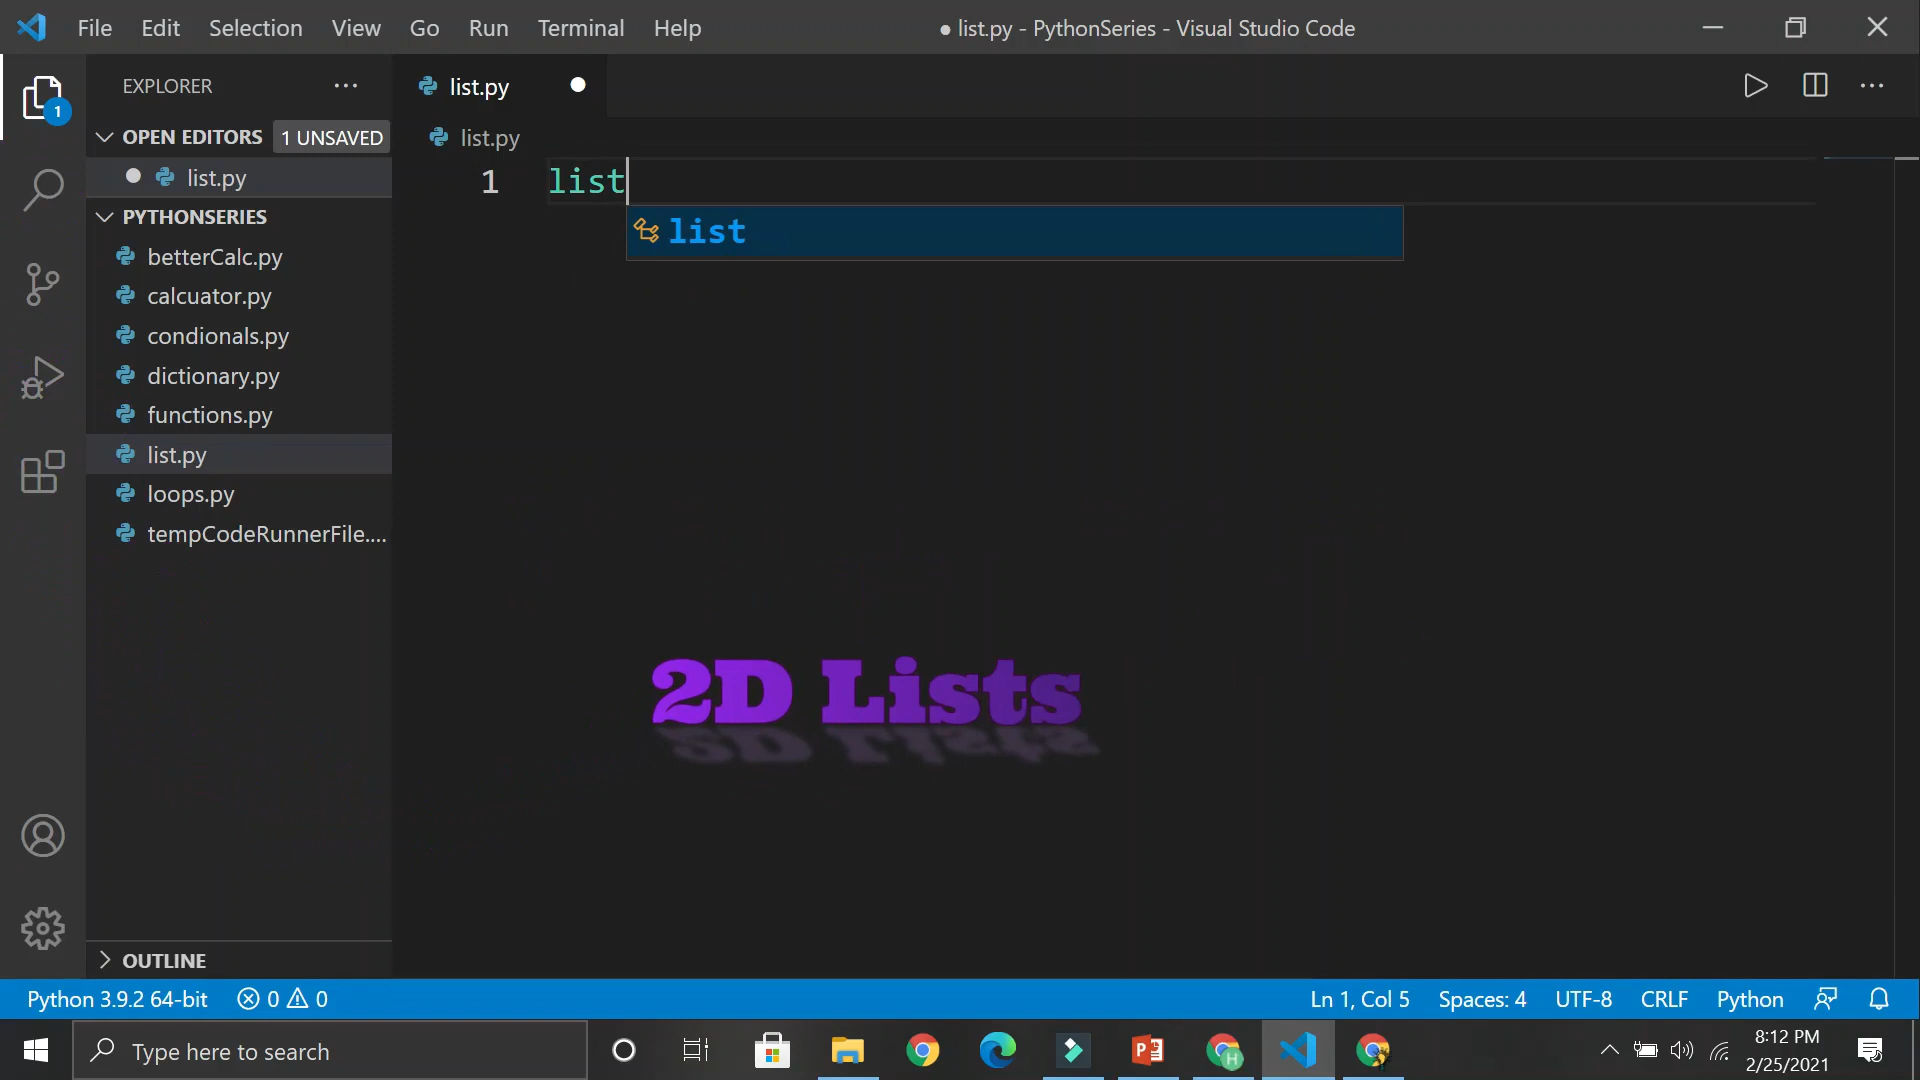 File Edit Selection View Go Run Terminal Help
● list.py - PythonSeries - Visual Studio Code
EXPLORER
list.py
1
OPEN EDITORS 1 UNSAVED
list.py
list.py
PYTHONSERIES
betterCalc.py
calcuator.py
condionals.py
dictionary.py
functions.py
list.py
loops.py
tempCodeRunnerFile....
OUTLINE
1 list
list
2D Lists
Python 3.9.2 64-bit 0 0
Ln 1, Col 5 Spaces: 4 UTF-8 CRLF Python
Type here to search
8:12 PM
2/25/2021